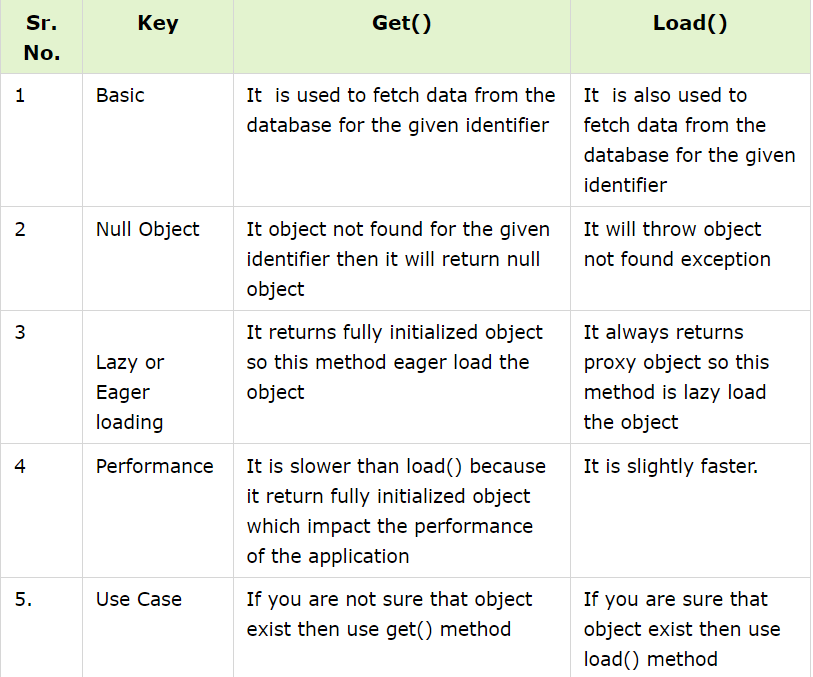 Sr. No.
Key
Get()
Load()
1
Basic
It  is used to fetch data from the
database for the given identifier
It  is also used to
fetch data from the
database for the given
identifier
2
Null Object
It object not found for the given
identifier then it will return null
object
It will throw object
not found exception
3
Lazy or
Eager
loading
It returns fully initialized object
so this method eager load the
object
It always returns
proxy object so this
method is lazy load
the object
4
Performance
It is slower than load() because
it return fully initialized object
which impact the performance
of the application
It is slightly faster.
5.
Use Case
If you are not sure that object
exist then use get() method
If you are sure that
object exist then use
load() method